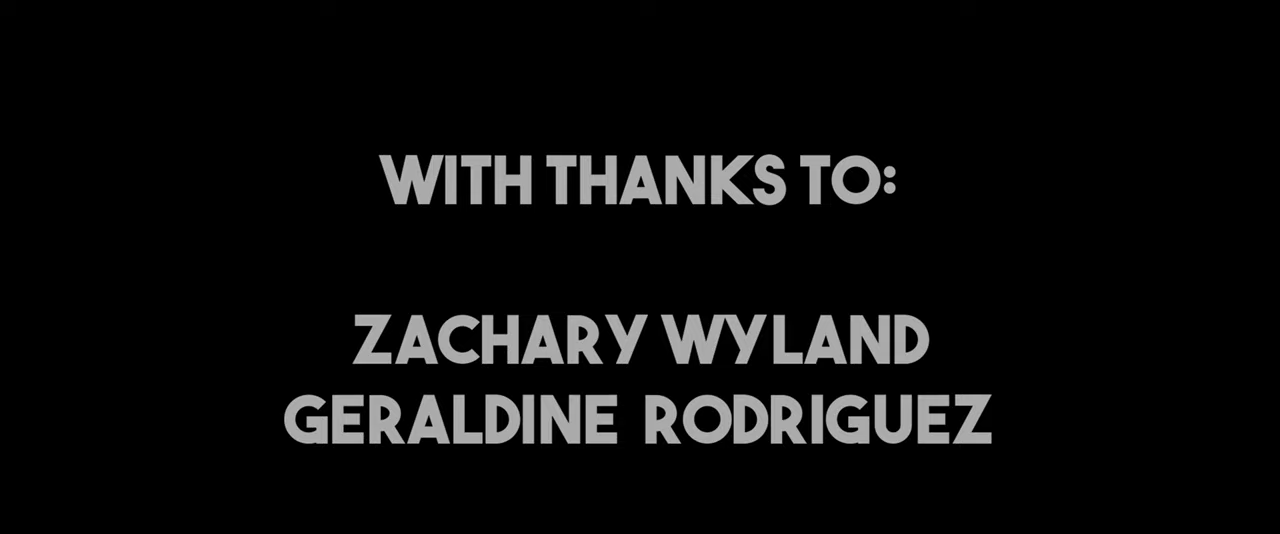 WITH THANKS TO:
ZACHARY WYLAND
GERALDINE RODRIGUEZ